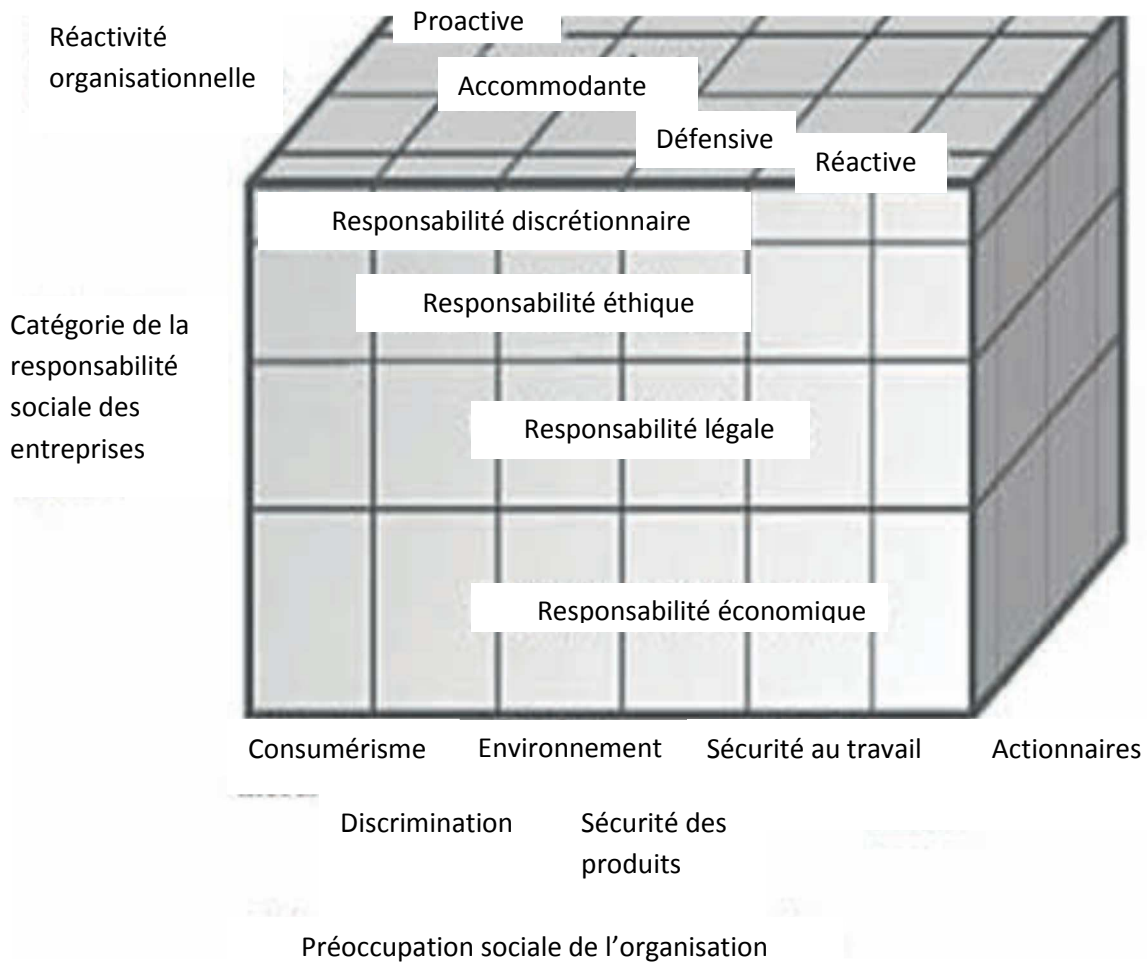 Réactivité
organisationnelle
Proactive
Accommodante
Défensive
Réactive
Responsabilité discrétionnaire
Responsabilité éthique
Catégorie de la
responsabilité
sociale des
entreprises
Responsabilité légale
Responsabilité économique
Consumérisme
Environnement
Sécurité au travail
Actionnaires
Discrimination
Sécurité des
produits
Préoccupation sociale de l’organisation